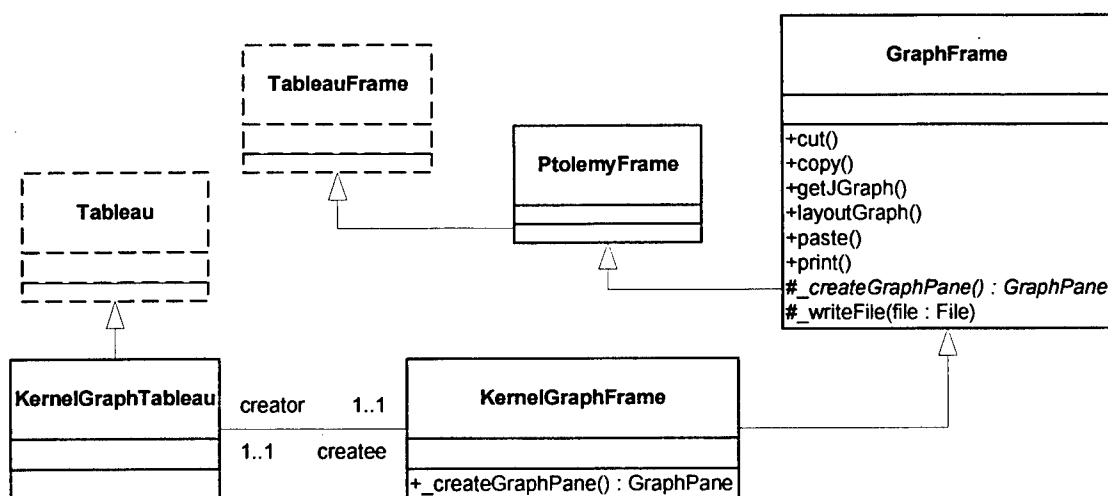 GraphFrame
TableauFrame
+cut()
+copy()
+getJGraph()
+layoutGraph()
+paste()
+print()
#_createGraphPane() : GraphPane
#_writeFile(file : File)
PtolemyFrame
Tableau
KernelGraphTableau
creator 1..1
1..1 createe
KernelGraphFrame
+_createGraphPane() : GraphPane